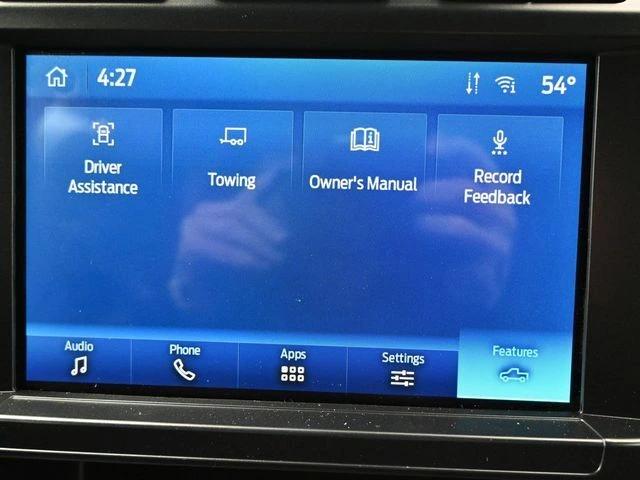 4:27
54°
Driver
Assistance
Towing
Owner's Manual
Record
Feedback
Audio
Phone
Apps
Settings
Features